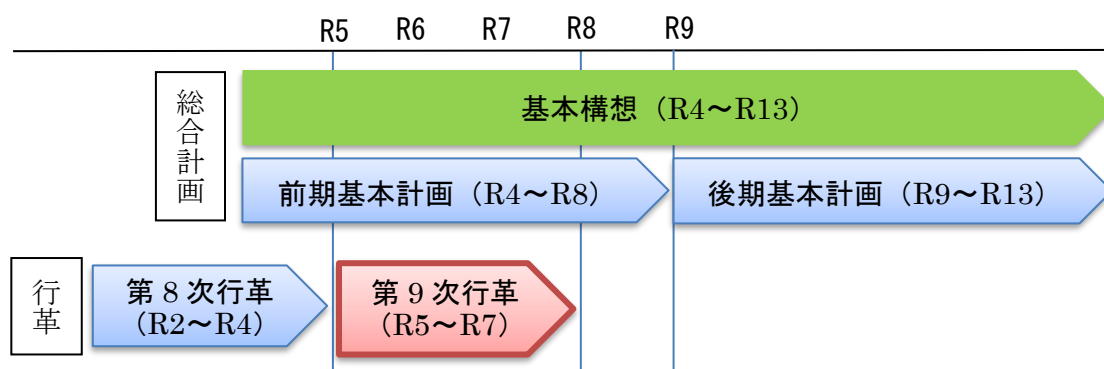 R5 R6 R7 R8 R9
総合計画
基本構想（R4～R13）
前期基本計画（R4～R8）
後期基本計画（R9～R13）
行革
第８次行革
（R2～R4）
第９次行革
（R5～R7）